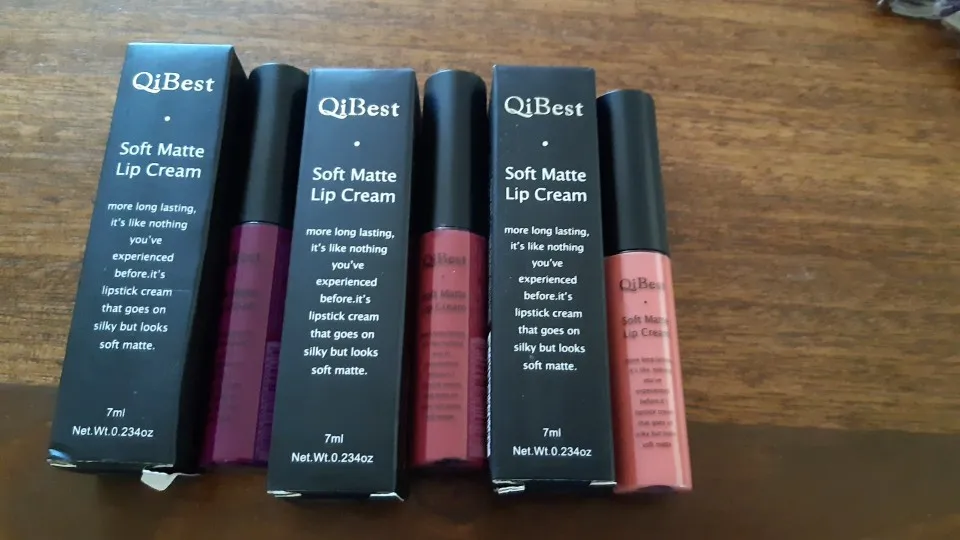 QiBest
Soft Matte
Lip Cream
more long lasting,
it's like nothing
you've
experienced
before.it's
lipstick cream
that goes on
silky but looks
soft matte.
7ml
Net.Wt.0.234oz
QiBest
Soft Matte
Lip Cream
more long lasting,
it's like nothing
you've
experienced
before.it's
lipstick cream
that goes on
silky but looks
soft matte.
7ml
Net.Wt.0.234oz
QiBest
Soft Matte
Lip Cream
QiBest
Soft Matte
Lip Cream
more long lasting,
it's like nothing
you've
experienced
before.it's
lipstick cream
that goes on
silky but looks
soft matte.
7ml
Net.Wt.0.234oz
QiBest
Soft Matte
Lip Cream